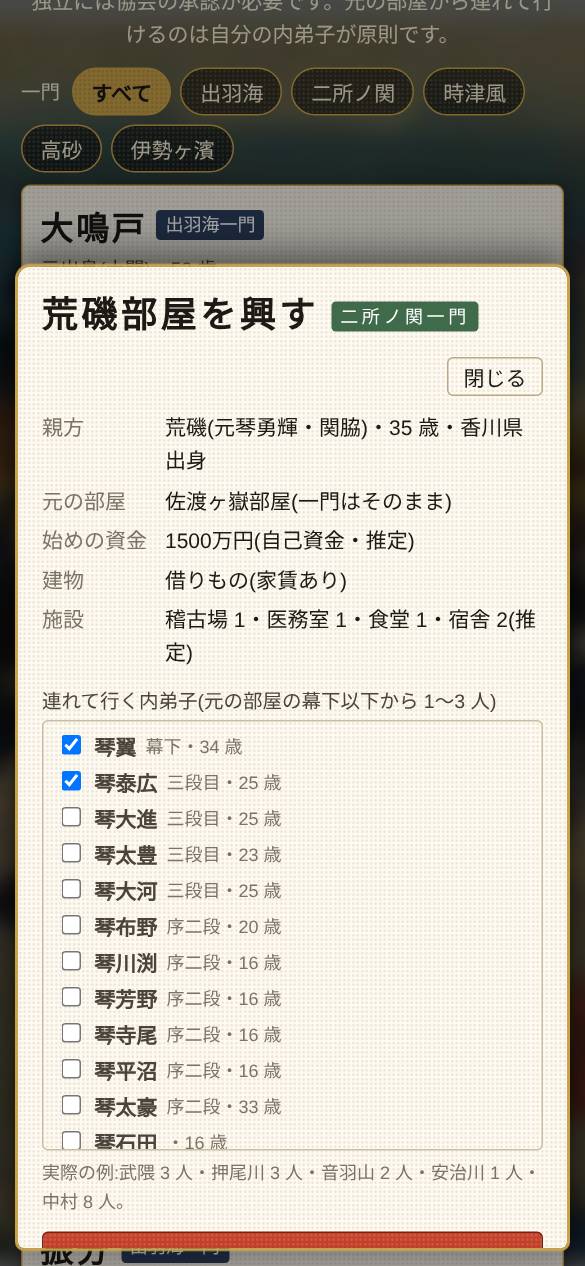 独立には協会の承認が必要です。元の部屋から連れて行
けるのは自分の内弟子が原則です。
一門 すべて 出羽海 二所ノ関 時津風
高砂 伊勢ヶ濱
大鳴戸 出羽海一門
荒磯部屋を興す 二所ノ関一門
閉じる
親方 荒磯(元琴勇輝・関脇)・35 歳・香川県
出身
元の部屋 佐渡ヶ嶽部屋(一門はそのまま)
始めの資金 1500万円(自己資金・推定)
建物 借りもの(家賃あり)
施設 稽古場 1・医務室 1・食堂 1・宿舎 2(推
定)
連れて行く内弟子(元の部屋の幕下以下から 1〜3 人)
琴翼 幕下・34 歳
琴泰広 三段目・25 歳
琴大進 三段目・25 歳
琴太豊 三段目・23 歳
琴大河 三段目・25 歳
琴布野 序二段・20 歳
琴川渕 序二段・16 歳
琴芳野 序二段・16 歳
琴寺尾 序二段・16 歳
琴平沼 序二段・16 歳
琴太豪 序二段・33 歳
琴石田 ・16 歳
実際の例:武隈 3 人・押尾川 3 人・音羽山 2 人・安治川 1 人・
中村 8 人。